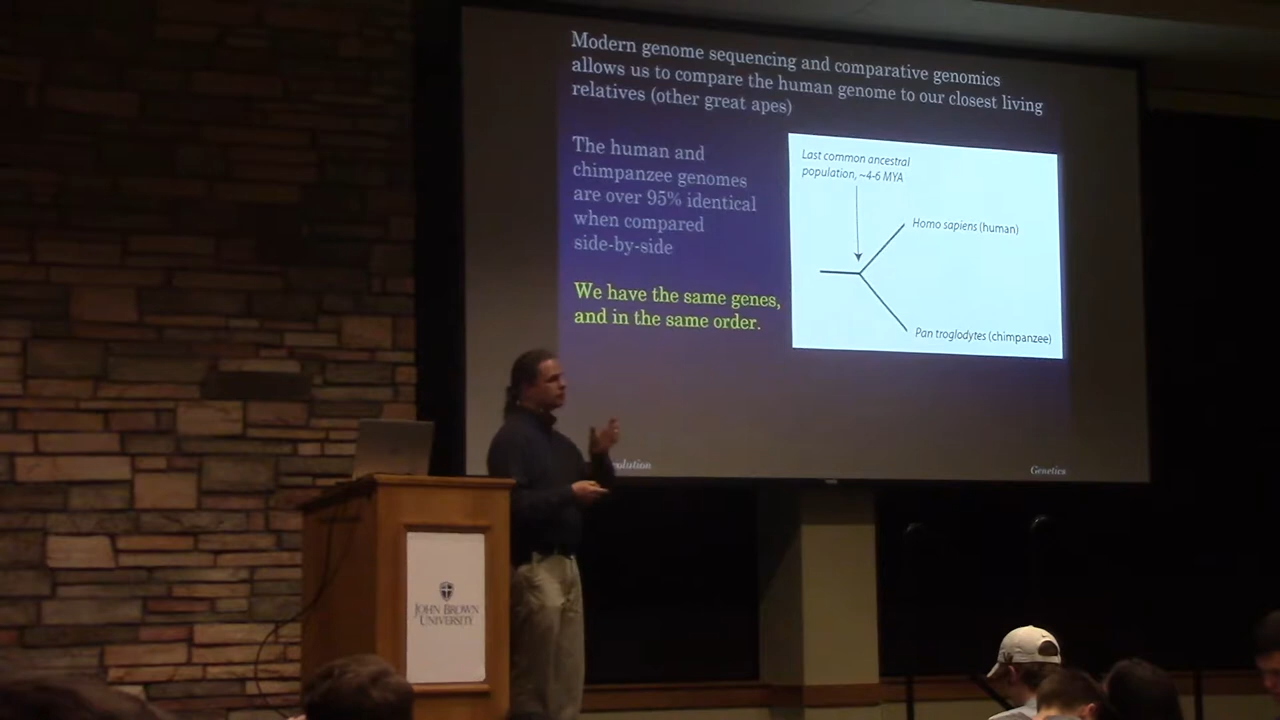 Modern genome sequencing and comparative genomics
allows us to compare the human genome to our closest living
relatives (other great apes)
The human and
chimpanzee genomes
are over 95% identical
when compared
side-by-side
We have the same genes,
and in the same order.
Last common ancestral
population, ~4-6 MYA
Homo sapiens (human)
Pan troglodytes (chimpanzee)
Genetics
JOHN BROWN
UNIVERSITY